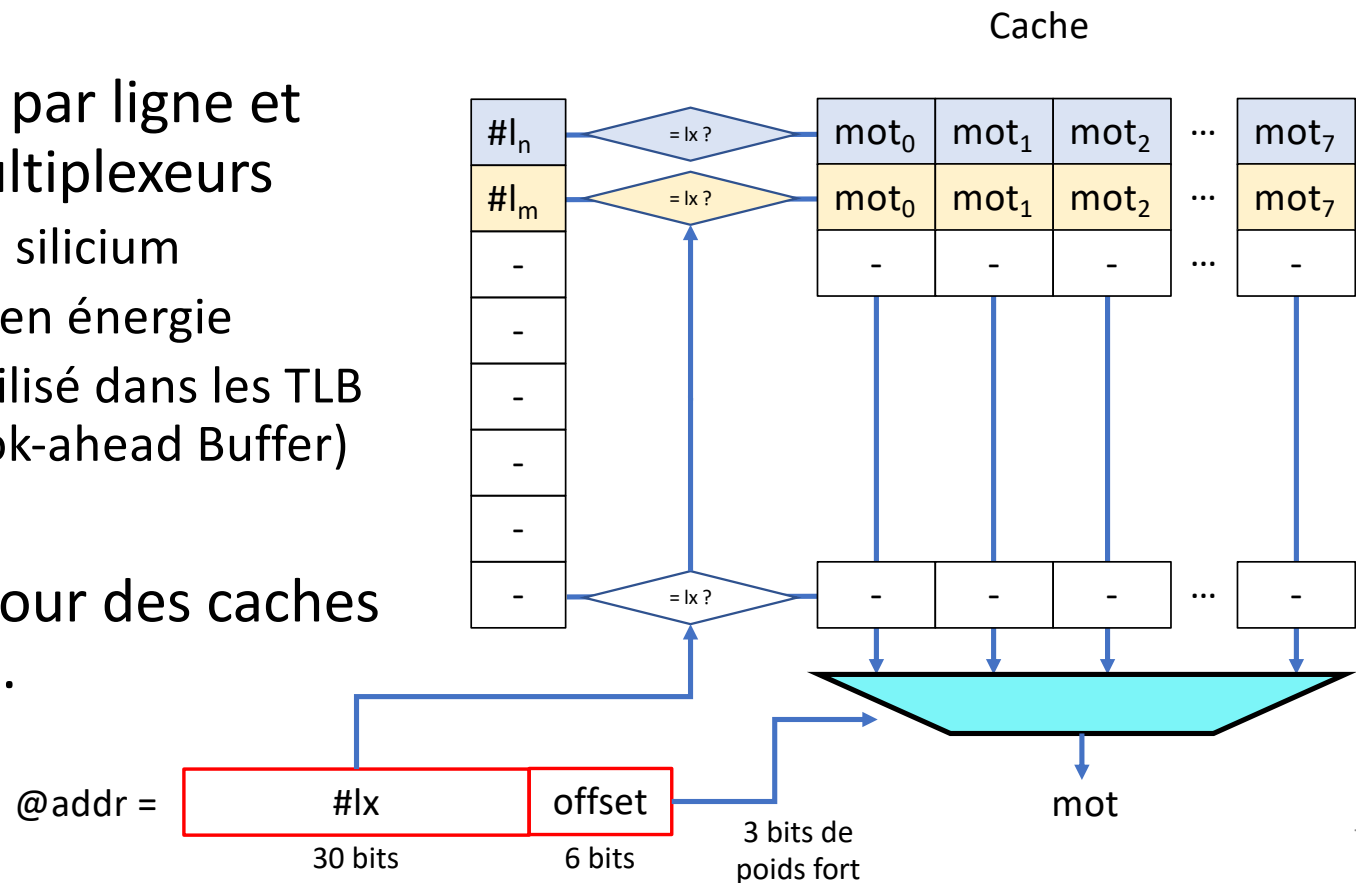 Cache
par ligne et
ultiplexeurs
silicium
en énergie
ilisé dans les TLB
ok-ahead Buffer)
our des caches
.
#lₙ = lx ? mot₀ mot₁ mot₂ ... mot₇
#lₘ = lx ? mot₀ mot₁ mot₂ ... mot₇
- - - - ... -
-
-
-
-
- = lx ? - - - ... -
@addr = #lx offset mot
30 bits 6 bits
3 bits de
poids fort